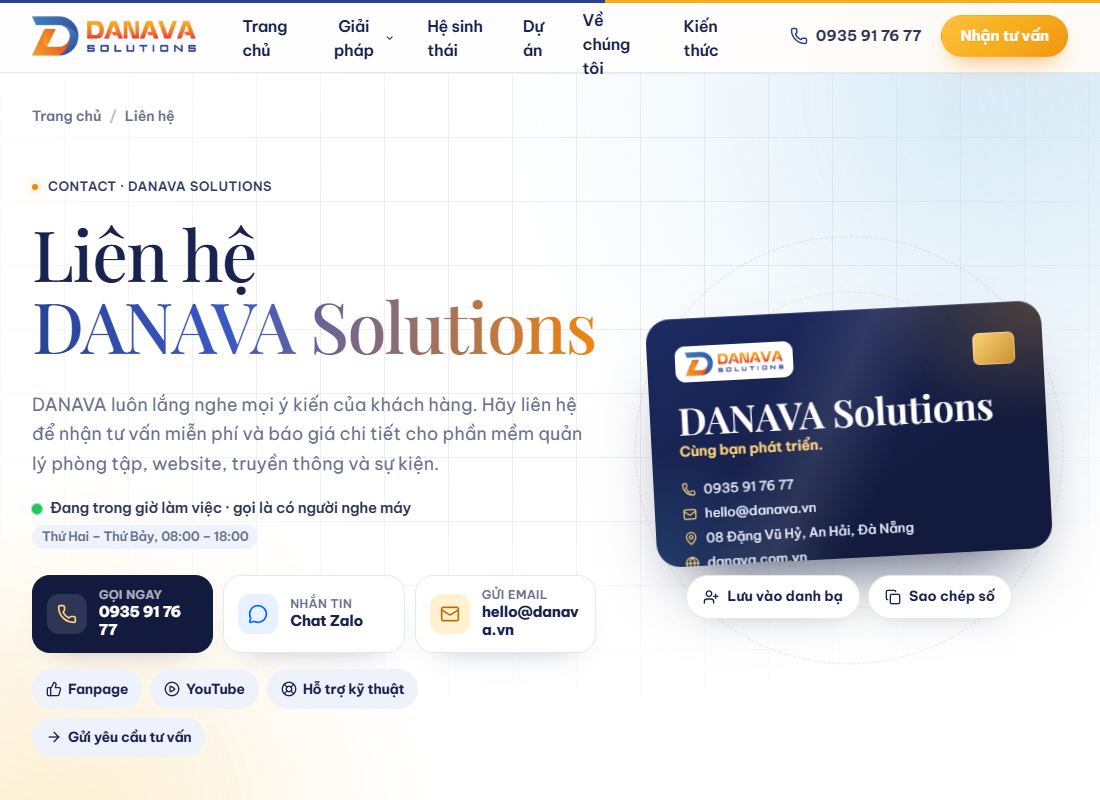 DANAVA
SOLUTIONS
Trang chủ
Giải pháp
Hệ sinh thái
Dự án
Về chúng tôi
Kiến thức
0935 91 76 77
Nhận tư vấn
Trang chủ / Liên hệ
CONTACT · DANAVA SOLUTIONS
Liên hệ
DANAVA Solutions
DANAVA luôn lắng nghe mọi ý kiến của khách hàng. Hãy liên hệ
để nhận tư vấn miễn phí và báo giá chi tiết cho phần mềm quản
lý phòng tập, website, truyền thông và sự kiện.
Đang trong giờ làm việc · gọi là có người nghe máy
Thứ Hai – Thứ Bảy, 08:00 – 18:00
GỌI NGAY
0935 91 76
77
NHẮN TIN
Chat Zalo
GỬI EMAIL
hello@danav
a.vn
Fanpage
YouTube
Hỗ trợ kỹ thuật
Gửi yêu cầu tư vấn
DANAVA
SOLUTIONS
DANAVA Solutions
Cùng bạn phát triển.
0935 91 76 77
hello@danava.vn
08 Đặng Vũ Hỷ, An Hải, Đà Nẵng
danava.com.vn
Lưu vào danh bạ
Sao chép số